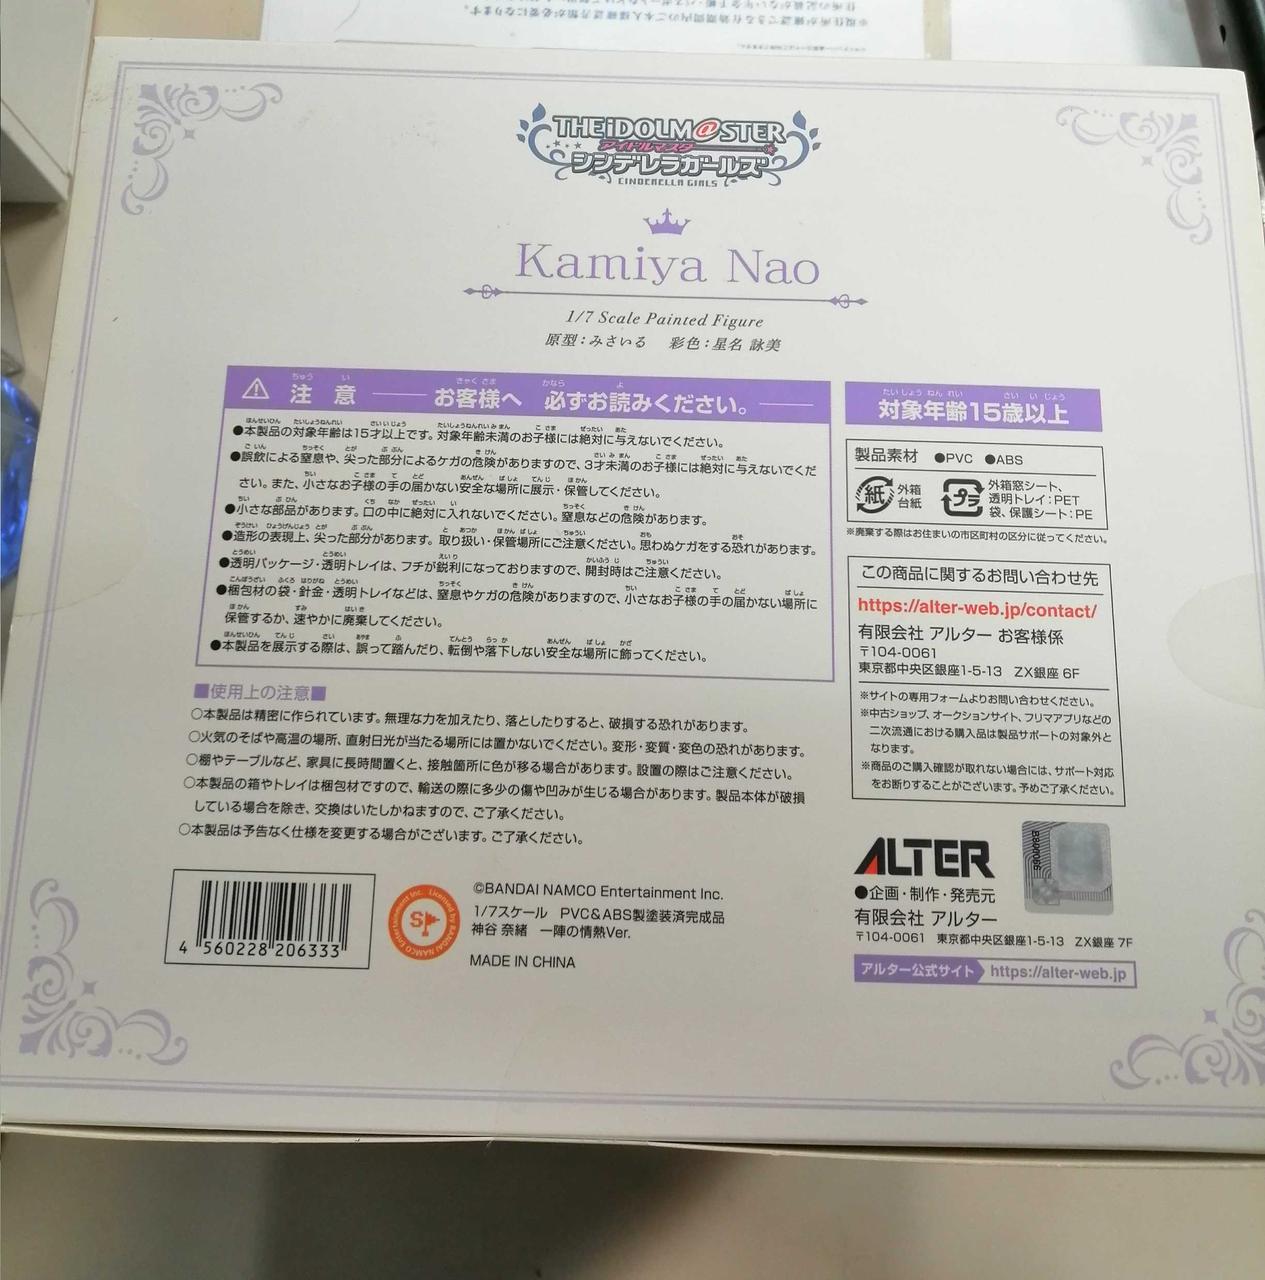 THE iDOLM@STER
アイドルマスター
シンデレラガールズ
CINDERELLA GIRLS
Kamiya Nao
1/7 Scale Painted Figure
原型：みさいる　彩色：星名 詠美
注意 お客様へ 必ずお読みください。
●本製品の対象年齢は15才以上です。対象年齢未満のお子様には絶対に与えないでください。
●誤飲による窒息や、尖った部分によるケガの危険がありますので、3才未満のお子様には絶対に与えないでくだ
さい。また、小さなお子様の手の届かない安全な場所に展示・保管してください。
●小さな部品があります。口の中に絶対に入れないでください。窒息などの危険があります。
●造形の表現上、尖った部分があります。取り扱い・保管場所にご注意ください。思わぬケガをする恐れがあります。
●透明パッケージ・透明トレイは、フチが鋭利になっておりますので、開封時はご注意ください。
●梱包材の袋・針金・透明トレイなどは、窒息やケガの危険がありますので、小さなお子様の手の届かない場所に
保管するか、速やかに廃棄してください。
●本製品を展示する際は、誤って踏んだり、転倒や落下しない安全な場所に飾ってください。
■使用上の注意■
○本製品は精密に作られています。無理な力を加えたり、落としたりすると、破損する恐れがあります。
○火気のそばや高温の場所、直射日光が当たる場所には置かないでください。変形・変質・変色の恐れがあります。
○棚やテーブルなど、家具に長時間置くと、接触箇所に色が移る場合があります。設置の際はご注意ください。
○本製品の箱やトレイは梱包材ですので、輸送の際に多少の傷や凹みが生じる場合があります。製品本体が破損
している場合を除き、交換はいたしかねますので、ご了承ください。
○本製品は予告なく仕様を変更する場合がございます。ご了承ください。
対象年齢15歳以上
製品素材 ●PVC ●ABS
紙 外箱 台紙
プラ 外箱窓シート、
透明トレイ：PET
袋、保護シート：PE
※廃棄する際はお住まいの市区町村の区分に従ってください。
この商品に関するお問い合わせ先
https://alter-web.jp/contact/
有限会社 アルター お客様係
〒104-0061
東京都中央区銀座1-5-13　ZX銀座 6F
※サイトの専用フォームよりお問い合わせください。
※中古ショップ、オークションサイト、フリマアプリなどの
二次流通における購入品は製品サポートの対象外と
なります。
※商品のご購入確認が取れない場合には、サポート対応
をお断りすることがございます。予めご了承ください。
ALTER
●企画・制作・発売元
有限会社 アルター
〒104-0061　東京都中央区銀座1-5-13　ZX銀座 7F
アルター公式サイト https://alter-web.jp
4 560228 206333
Licensed by BANDAI NAMCO Entertainment Inc.
©BANDAI NAMCO Entertainment Inc.
1/7スケール　PVC&ABS製塗装済完成品
神谷 奈緒　一陣の情熱Ver.
MADE IN CHINA